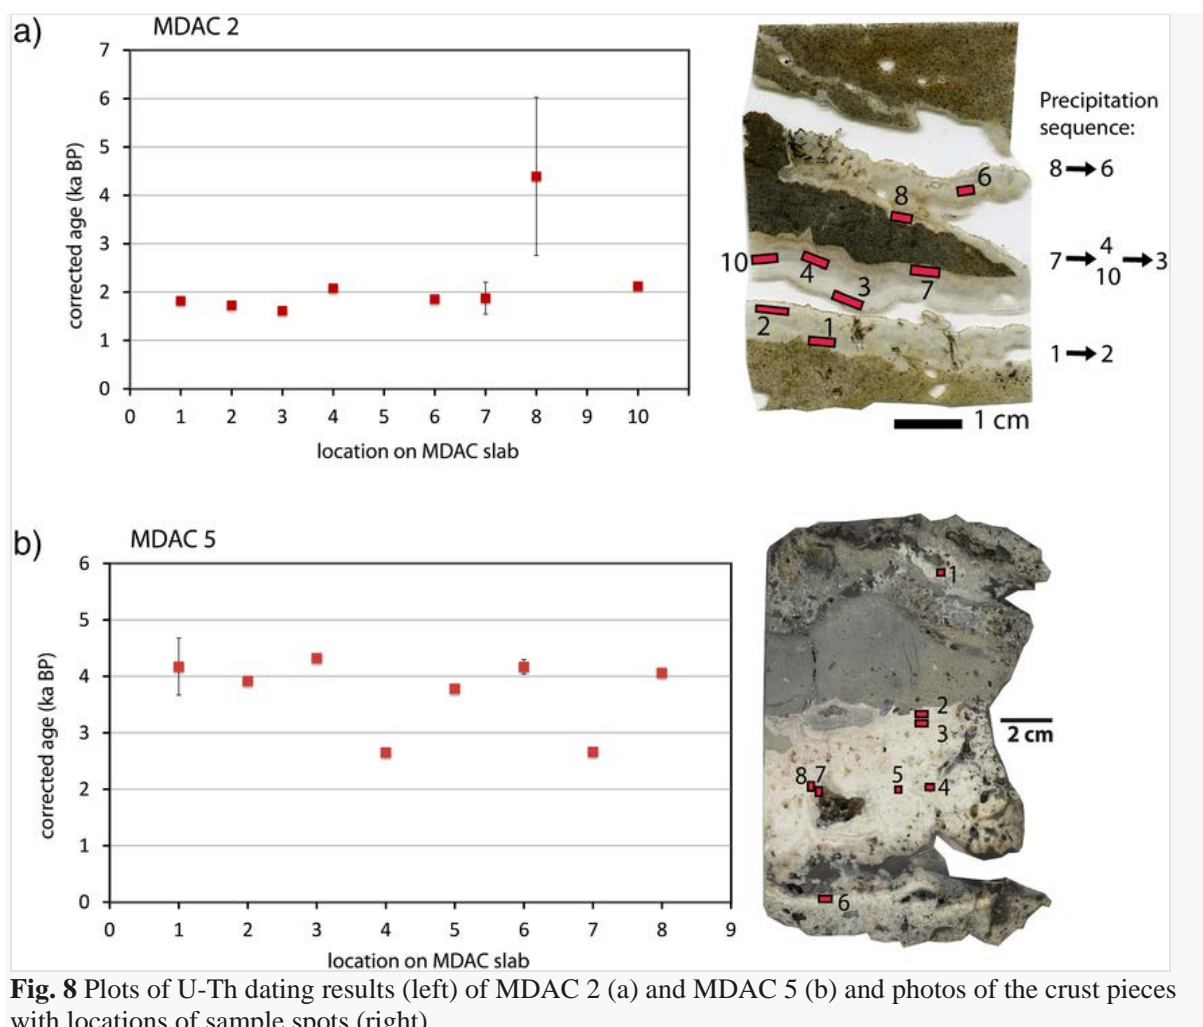 a)
MDAC 2
7
6
5
4
3
2
1
0
corrected age (ka BP)
0 1 2 3 4 5 6 7 8 9 10
location on MDAC slab
6
8
10
4
3
7
2
1
1 cm
Precipitation
sequence:
8→6
4
7→ →3
10
1→2
b)
MDAC 5
6
5
4
3
2
1
0
corrected age (ka BP)
0 1 2 3 4 5 6 7 8 9
location on MDAC slab
1
2
3
2 cm
8 7 5 4
6
Fig. 8 Plots of U-Th dating results (left) of MDAC 2 (a) and MDAC 5 (b) and photos of the crust pieces
with locations of sample spots (right)